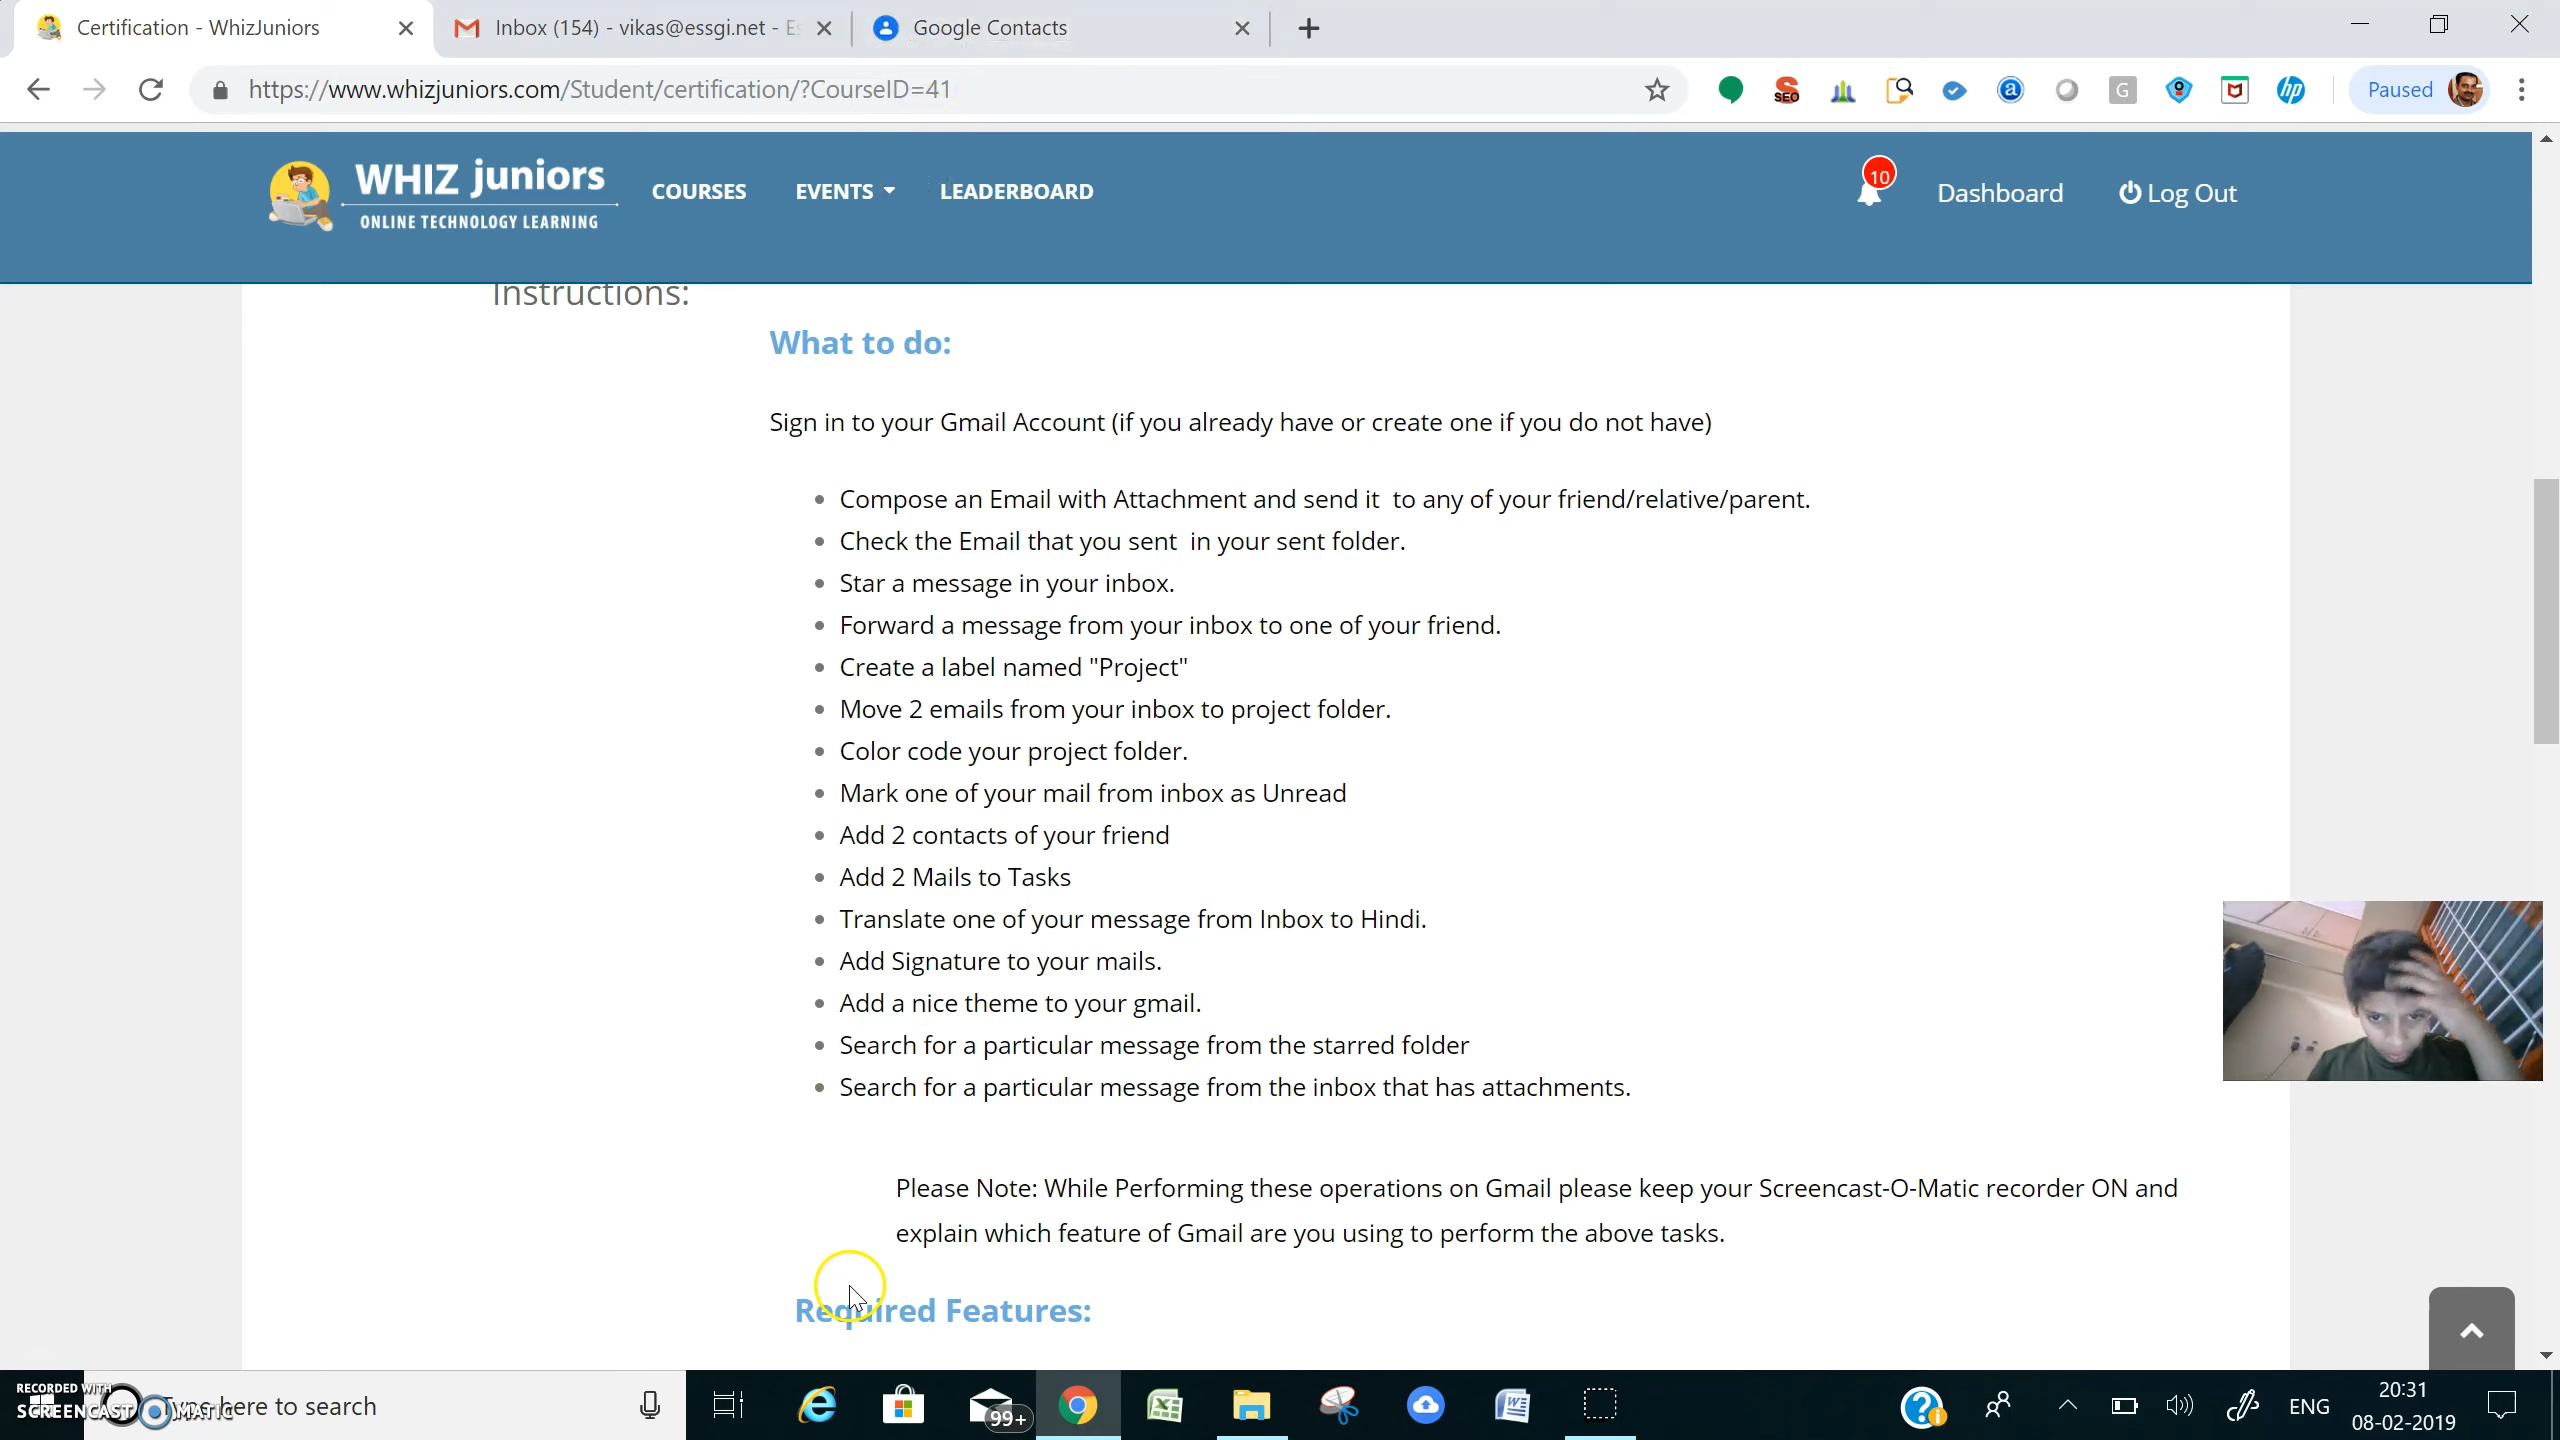 Certification - WhizJuniors
Inbox (154) - vikas@essgi.net - Es
Google Contacts
https://www.whizjuniors.com/Student/certification/?CourseID=41
SEO
a
G
hp
Paused
WHIZ juniors
ONLINE TECHNOLOGY LEARNING
COURSES
EVENTS
LEADERBOARD
10
Dashboard
Log Out
Instructions:
What to do:
Sign in to your Gmail Account (if you already have or create one if you do not have)
Compose an Email with Attachment and send it  to any of your friend/relative/parent.
Check the Email that you sent  in your sent folder.
Star a message in your inbox.
Forward a message from your inbox to one of your friend.
Create a label named "Project"
Move 2 emails from your inbox to project folder.
Color code your project folder.
Mark one of your mail from inbox as Unread
Add 2 contacts of your friend
Add 2 Mails to Tasks
Translate one of your message from Inbox to Hindi.
Add Signature to your mails.
Add a nice theme to your gmail.
Search for a particular message from the starred folder
Search for a particular message from the inbox that has attachments.
Please Note: While Performing these operations on Gmail please keep your Screencast-O-Matic recorder ON and
explain which feature of Gmail are you using to perform the above tasks.
Required Features:
RECORDED WITH
SCREENCAST-O-MATIC
Type here to search
99+
ENG
20:31
08-02-2019